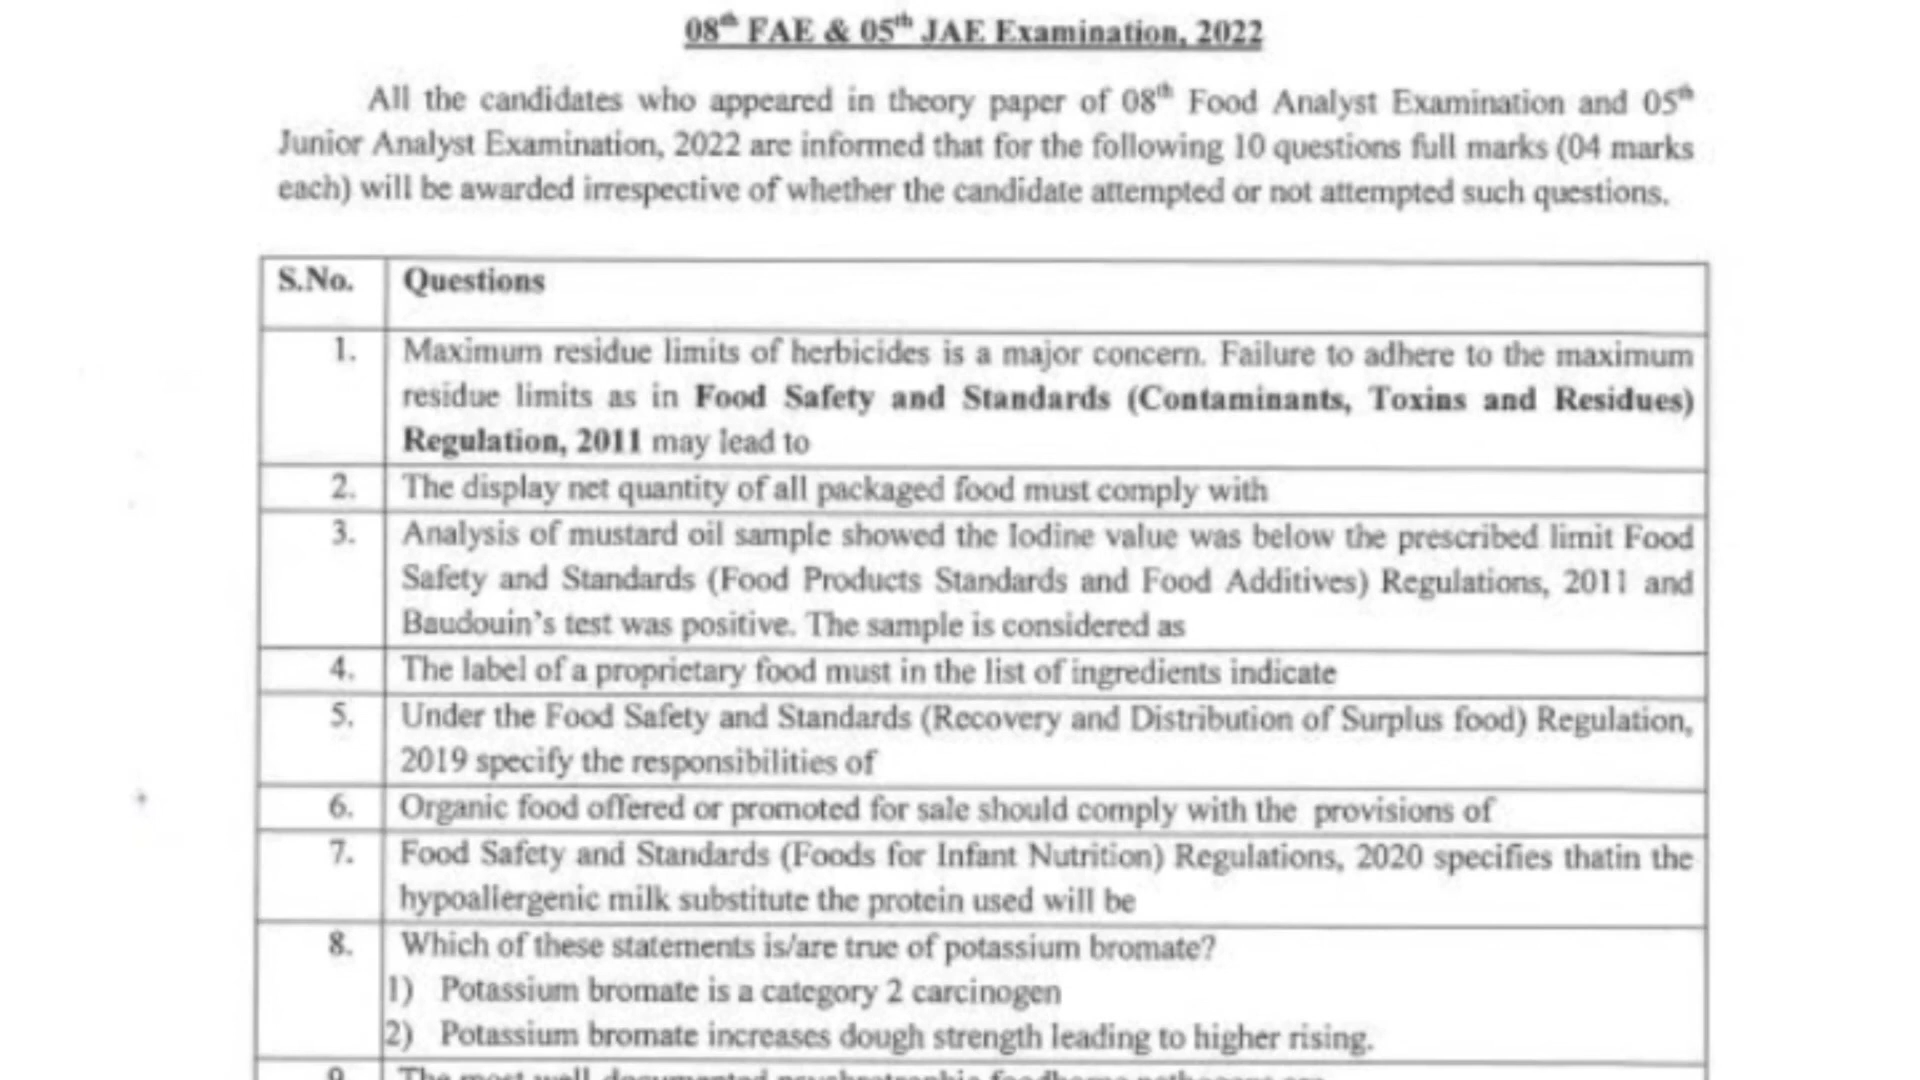 08th FAE & 05th JAE Examination, 2022
All the candidates who appeared in theory paper of 08th Food Analyst Examination and 05th
Junior Analyst Examination, 2022 are informed that for the following 10 questions full marks (04 marks
each) will be awarded irrespective of whether the candidate attempted or not attempted such questions.
S.No. Questions
1. Maximum residue limits of herbicides is a major concern. Failure to adhere to the maximum
residue limits as in Food Safety and Standards (Contaminants, Toxins and Residues)
Regulation, 2011 may lead to
2. The display net quantity of all packaged food must comply with
3. Analysis of mustard oil sample showed the Iodine value was below the prescribed limit Food
Safety and Standards (Food Products Standards and Food Additives) Regulations, 2011 and
Baudouin's test was positive. The sample is considered as
4. The label of a proprietary food must in the list of ingredients indicate
5. Under the Food Safety and Standards (Recovery and Distribution of Surplus food) Regulation,
2019 specify the responsibilities of
6. Organic food offered or promoted for sale should comply with the provisions of
7. Food Safety and Standards (Foods for Infant Nutrition) Regulations, 2020 specifies thatin the
hypoallergenic milk substitute the protein used will be
8. Which of these statements is/are true of potassium bromate?
1) Potassium bromate is a category 2 carcinogen
2) Potassium bromate increases dough strength leading to higher rising.
9. The most well documented psychrotrophic foodborne pathogens are